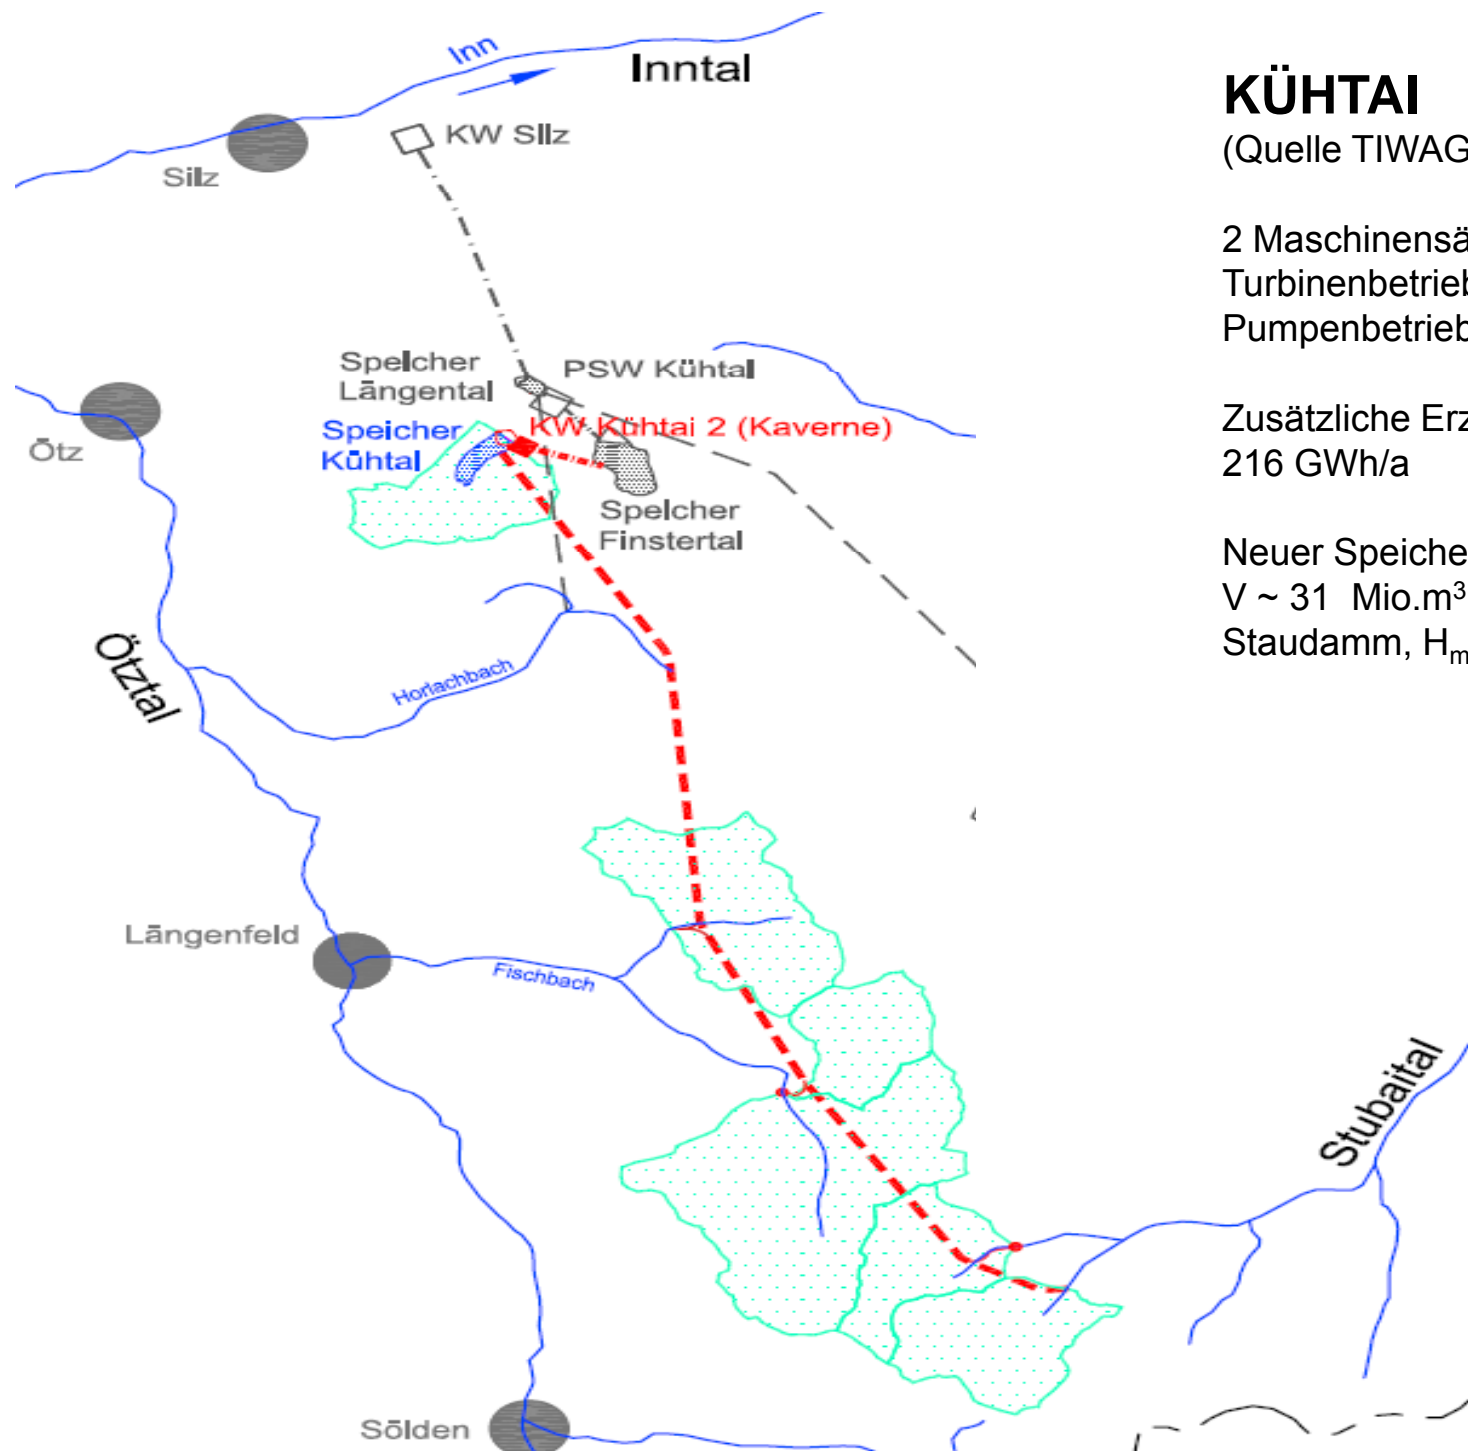 Inn
Inntal
KW Silz
Silz
Speicher
Längental
PSW Kühtai
Speicher
Kühtai
KW Kühtai 2 (Kaverne)
Ötz
Speicher
Finstertal
Ötztal
Horlachbach
Längenfeld
Fischbach
Stubaital
Sölden
KÜHTAI
(Quelle TIWAG
2 Maschinensä
Turbinenbetrieb
Pumpenbetrieb
Zusätzliche Erz
216 GWh/a
Neuer Speiche
V ~ 31 Mio.m³
Staudamm, Hm